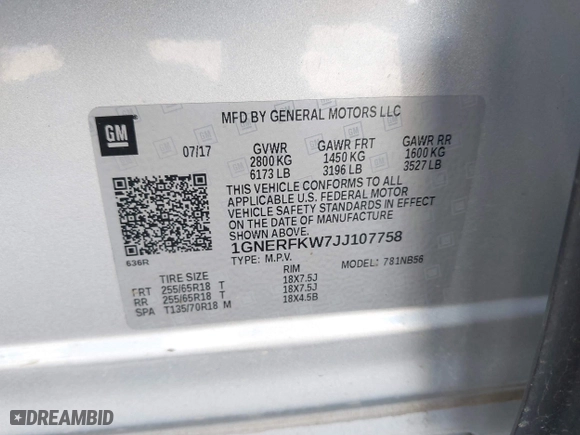 MFD BY GENERAL MOTORS LLC
GM
07/17 GVWR GAWR FRT GAWR RR
2800 KG 1450 KG 1600 KG
6173 LB 3196 LB 3527 LB
THIS VEHICLE CONFORMS TO ALL
APPLICABLE U.S. FEDERAL MOTOR
VEHICLE SAFETY STANDARDS IN EFFECT
ON THE DATE OF MANUFACTURE
SHOWN ABOVE.
1GNERFKW7JJ107758
636R
TYPE: M.P.V. MODEL: 781NB56
TIRE SIZE RIM
FRT 255/65R18 T 18X7.5J
RR 255/65R18 T 18X7.5J
SPA T135/70R18 M 18X4.5B
DREAMBID